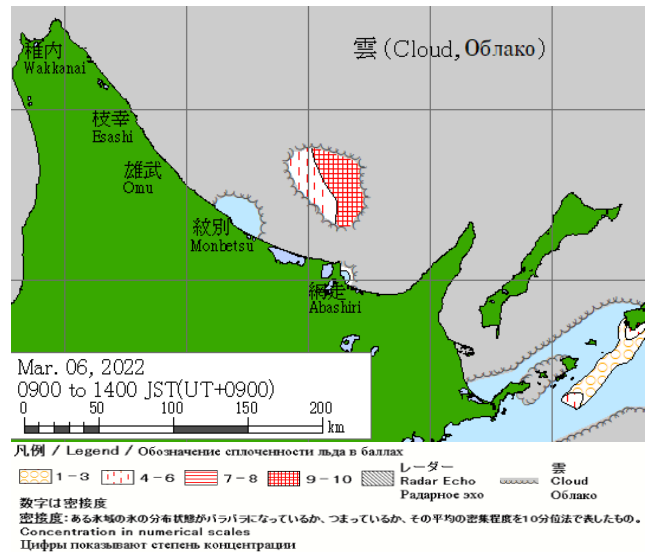 稚内
Wakkanai
雲 (Cloud, Облако)
枝幸
Esashi
雄武
Omu
紋別
Monbetsu
網走
Abashiri
Mar. 06, 2022
0900 to 1400 JST(UT+0900)
0 50 100 200
km
凡例 / Legend / Обозначение сплоченности льда в баллах
1－3 4－6 7－8 9－10 レーダー Radar Echo Радарное эхо 雲 Cloud Облако
数字は密接度
密接度：ある氷域の氷の分布状態がバラバラになっているか、つまっているか、その平均の密集程度を10分位法で表したもの。
Concentration in numerical scales
Цифры показывают степень концентрации